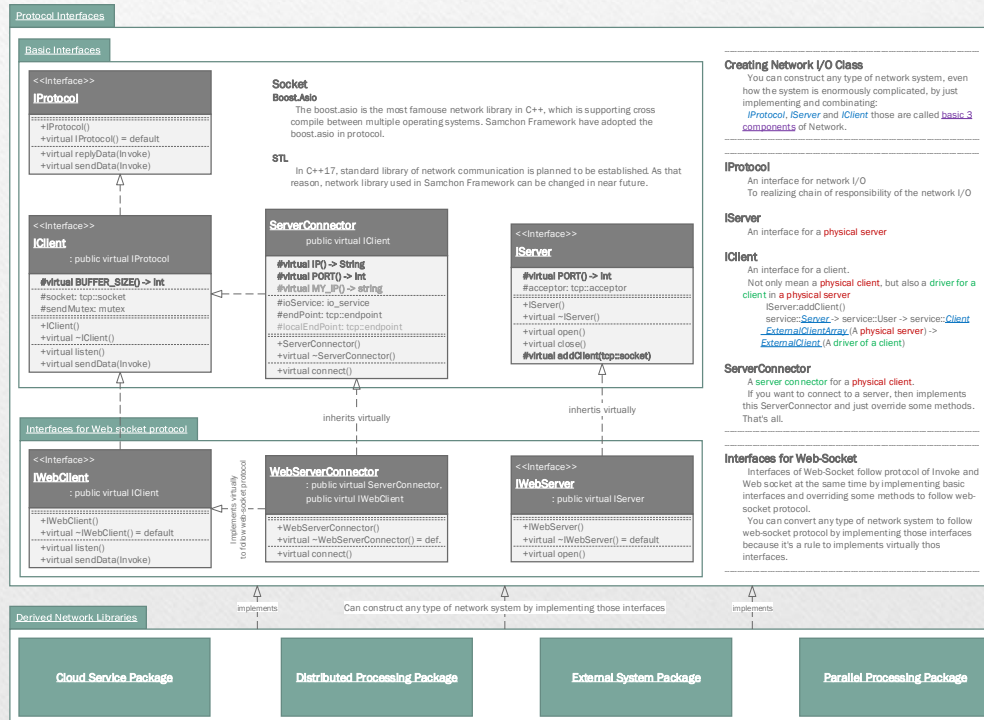 Protocol Interfaces
Basic Interfaces
<<Interface>>
IProtocol
+IProtocol()
+virtual IProtocol() = default
+virtual replyData(Invoke)
+virtual sendData(Invoke)
Socket
Boost.Asio
The boost.asio is the most famouse network library in C++, which is supporting cross
compile between multiple operating systems. Samchon Framework have adopted the
boost.asio in protocol.
STL
In C++17, standard library of network communication is planned to be established. As that
reason, network library used in Samchon Framework can be changed in near future.
<<Interface>>
IClient
: public virtual IProtocol
#virtual BUFFER_SIZE() -> int
#socket: tcp::socket
#sendMutex: mutex
+IClient()
+virtual ~IClient()
+virtual listen()
+virtual sendData(Invoke)
ServerConnector
public virtual IClient
#virtual IP() -> String
#virtual PORT() -> int
#virtual MY_IP() -> string
#ioService: io_service
#endPoint: tcp::endpoint
#localEndPoint: tcp::endpoint
+ServerConnector()
+virtual ~ServerConnector()
+virtual connect()
<<Interface>>
IServer
#virtual PORT() -> int
#acceptor: tcp::acceptor
+IServer()
+virtual ~IServer()
+virtual open()
+virtual close()
#virtual addClient(tcp::socket)
inheritis virtually
inhertis virtually
Interfaces for Web socket protocol
<<Interface>>
IWebClient
: public virtual IClient
+IWebClient()
+virtual ~IWebClient() = default
+virtual listen()
+virtual sendData(Invoke)
Implements virtually
to follow web-socket protocol
WebServerConnector
: public virtual ServerConnector,
public virtul IWebClient
+WebServerConnector()
+virtual ~WebServerConnector() = def.
+virtual connect()
<<Interface>>
IWebServer
: public virtual IServer
+IWebServer()
+virtual ~IWebServer() = default
+virtual open()
Creating Network I/O Class
You can construct any type of network system, even
how the system is enormously complicated, by just
implementing and combinating:
IProtocol, IServer and IClient those are called basic 3
components of Network.
IProtocol
An interface for network I/O
To realizing chain of responsibility of the network I/O
IServer
An interface for a physical server
IClient
An interface for a client.
Not only mean a physical client, but also a driver for a
client in a physical server
IServer:addClient()
service::Server -> service::User -> service::Client
ExternalClientArray (A physical server) ->
ExternalClient (A driver of a client)
ServerConnector
A server connector for a physical client.
If you want to connect to a server, then implements
this ServerConnector and just override some methods.
That's all.
Interfaces for Web-Socket
Interfaces of Web-Socket follow protocol of Invoke and
Web socket at the same time by implementing basic
interfaces and overriding some methods to follow web-
socket protocol.
You can convert any type of network system to follow
web-socket protocol by implementing those interfaces
because it's a rule to implements virtually thos
interfaces.
implements
Can construct any type of network system by implementing those interfaces
implements
Derived Network Libraries
Cloud Service Package
Distributed Processing Package
External System Package
Parallel Processing Package